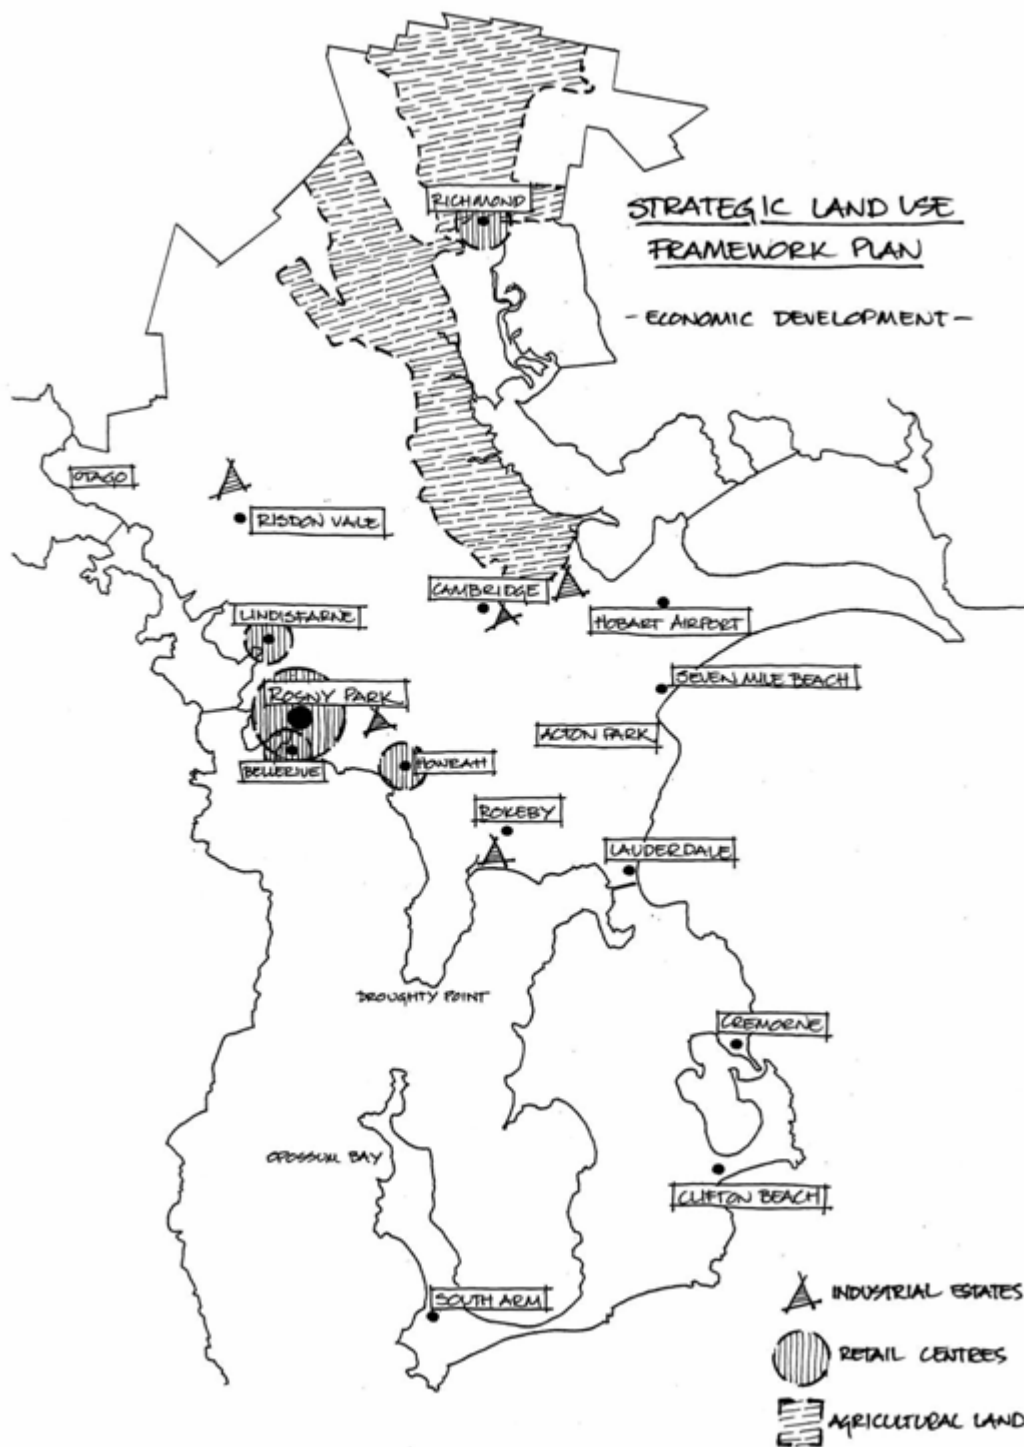 RICHMOND
STRATEGIC LAND USE
FRAMEWORK PLAN
- ECONOMIC DEVELOPMENT -
OTAGO
RISDON VALE
CAMBRIDGE
LINDISFARNE
HOBART AIRPORT
SEVEN MILE BEACH
ROSNY PARK
ACTON PARK
BELLERIVE
HOWRAH
ROKEBY
LAUDERDALE
DROUGHTY POINT
CREMORNE
OPOSSUM BAY
CLIFTON BEACH
SOUTH ARM
INDUSTRIAL ESTATES
RETAIL CENTRES
AGRICULTURAL LAND